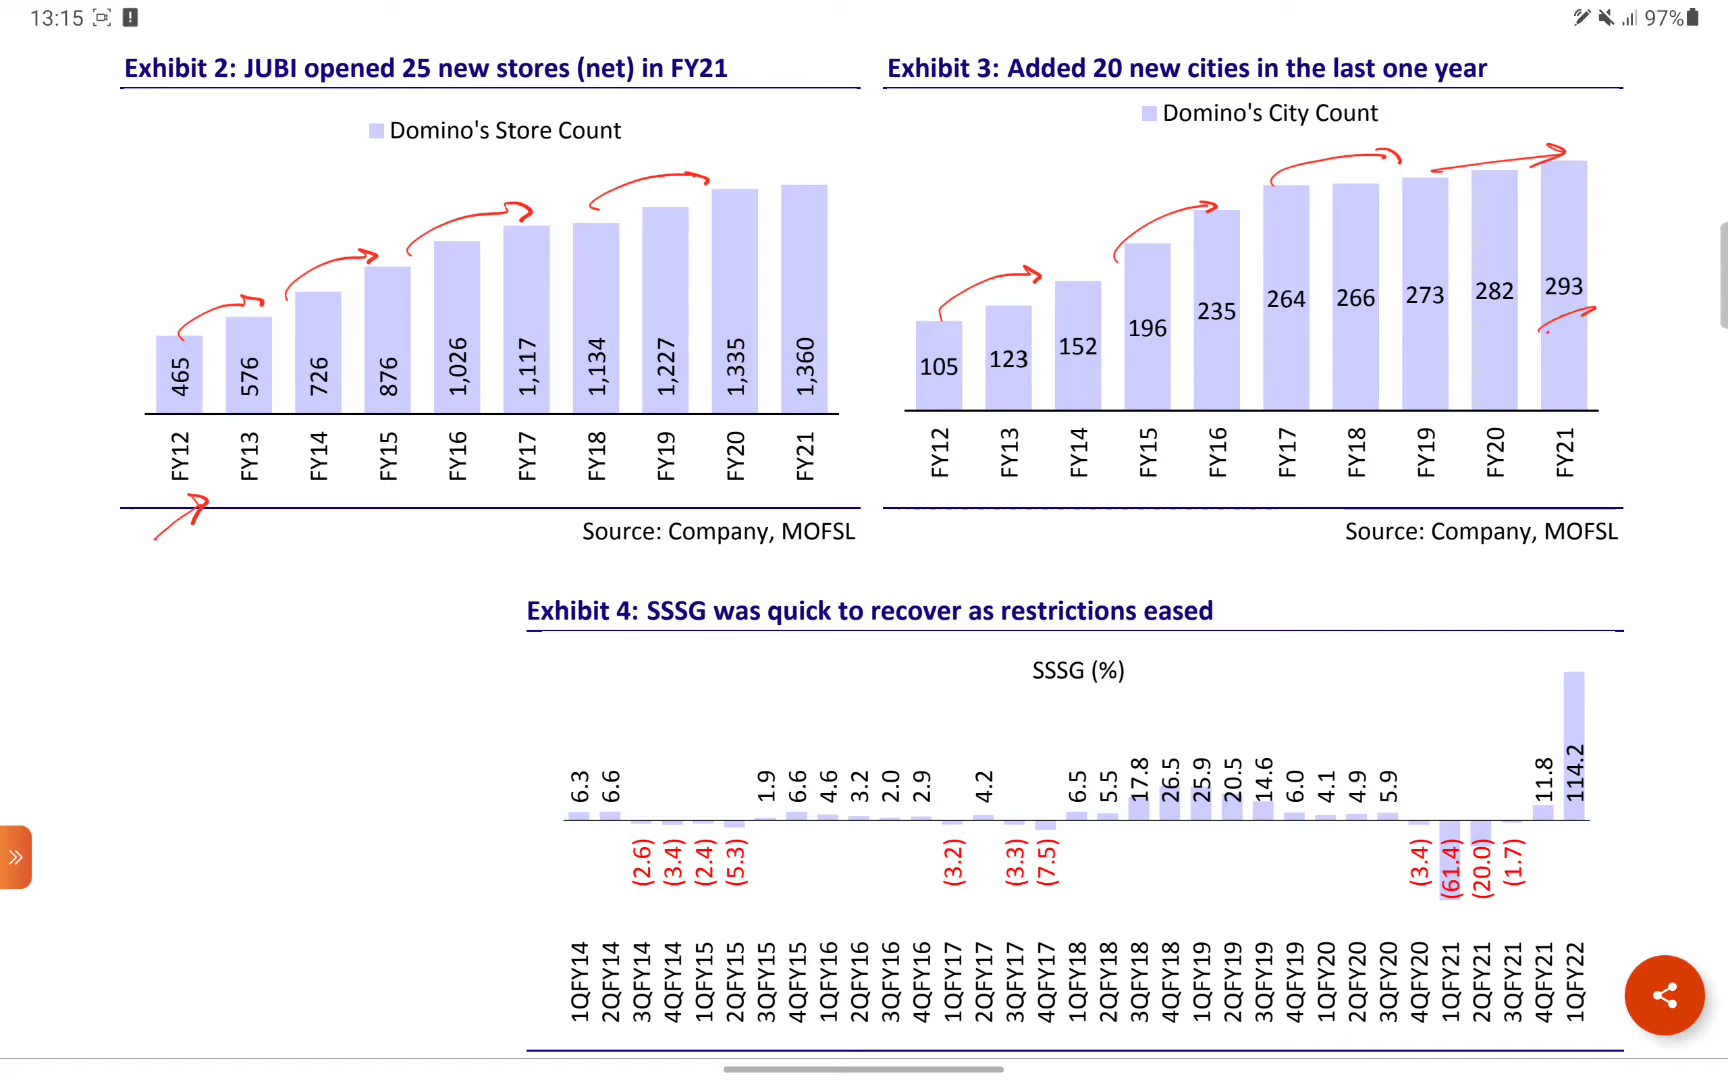 13:15
97%
Exhibit 2: JUBI opened 25 new stores (net) in FY21
Domino's Store Count
465 576 726 876 1,026 1,117 1,134 1,227 1,335 1,360
FY12 FY13 FY14 FY15 FY16 FY17 FY18 FY19 FY20 FY21
Source: Company, MOFSL
Exhibit 3: Added 20 new cities in the last one year
Domino's City Count
105 123 152 196 235 264 266 273 282 293
FY12 FY13 FY14 FY15 FY16 FY17 FY18 FY19 FY20 FY21
Source: Company, MOFSL
Exhibit 4: SSSG was quick to recover as restrictions eased
SSSG (%)
6.3 6.6 (2.6) (3.4) (2.4) (5.3) 1.9 6.6 4.6 3.2 2.0 2.9 (3.2) 4.2 (3.3) (7.5) 6.5 5.5 17.8 26.5 25.9 20.5 14.6 6.0 4.1 4.9 5.9 (3.4) (61.4) (20.0) (1.7) 11.8 114.2
1QFY14 2QFY14 3QFY14 4QFY14 1QFY15 2QFY15 3QFY15 4QFY15 1QFY16 2QFY16 3QFY16 4QFY16 1QFY17 2QFY17 3QFY17 4QFY17 1QFY18 2QFY18 3QFY18 4QFY18 1QFY19 2QFY19 3QFY19 4QFY19 1QFY20 2QFY20 3QFY20 4QFY20 1QFY21 2QFY21 3QFY21 4QFY21 1QFY22